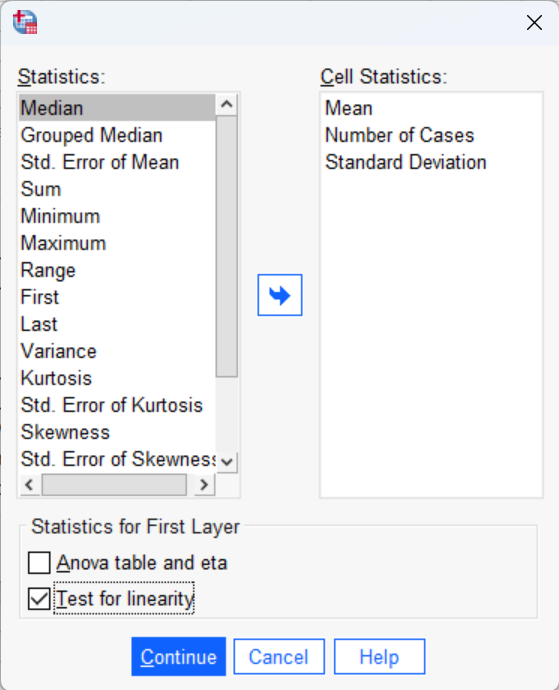 Statistics:
Cell Statistics:
Median
Grouped Median
Std. Error of Mean
Sum
Minimum
Maximum
Range
First
Last
Variance
Kurtosis
Std. Error of Kurtosis
Skewness
Std. Error of Skewness
Mean
Number of Cases
Standard Deviation
Statistics for First Layer
Anova table and eta
Test for linearity
Continue
Cancel
Help